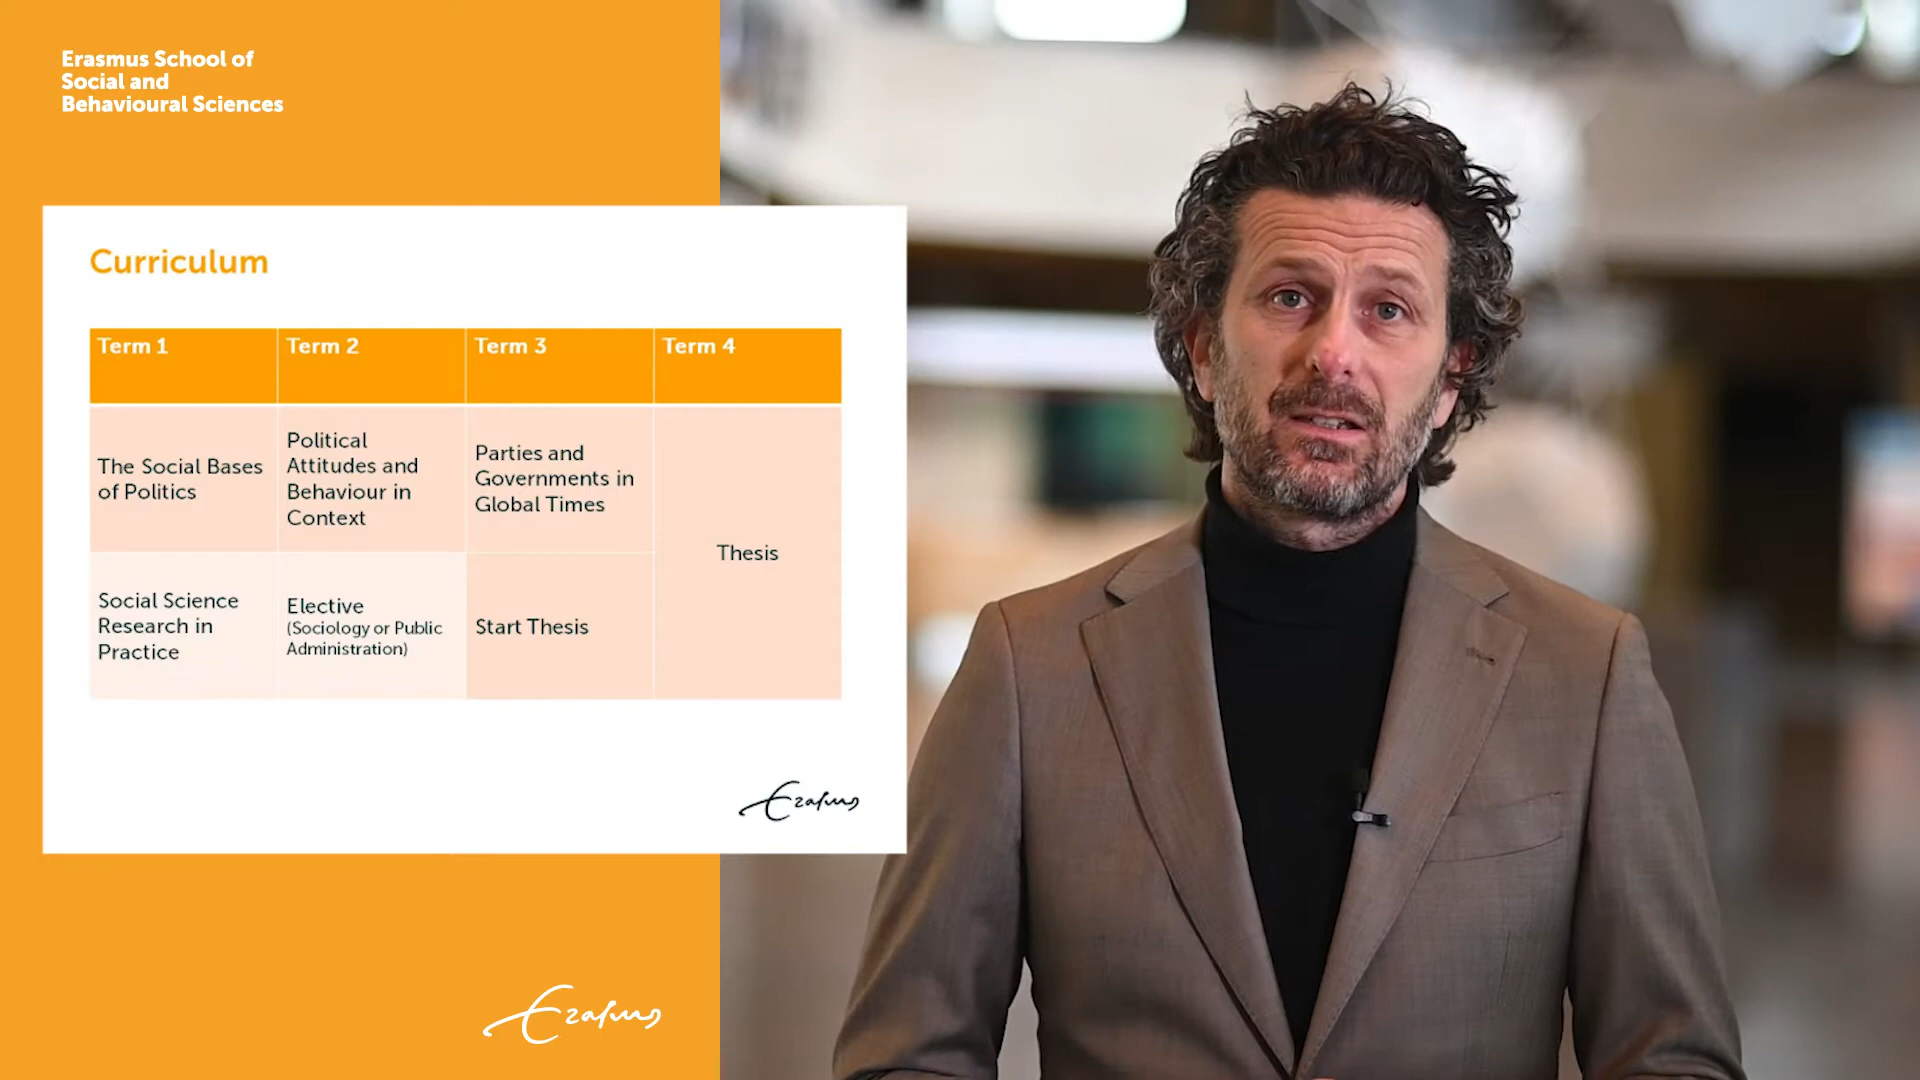 Erasmus School of
Social and
Behavioural Sciences
Curriculum
Term 1
Term 2
Term 3
Term 4
The Social Bases
of Politics
Political
Attitudes and
Behaviour in
Context
Parties and
Governments in
Global Times
Thesis
Social Science
Research in
Practice
Elective
(Sociology or Public
Administration)
Start Thesis
Erasmus
Erasmus